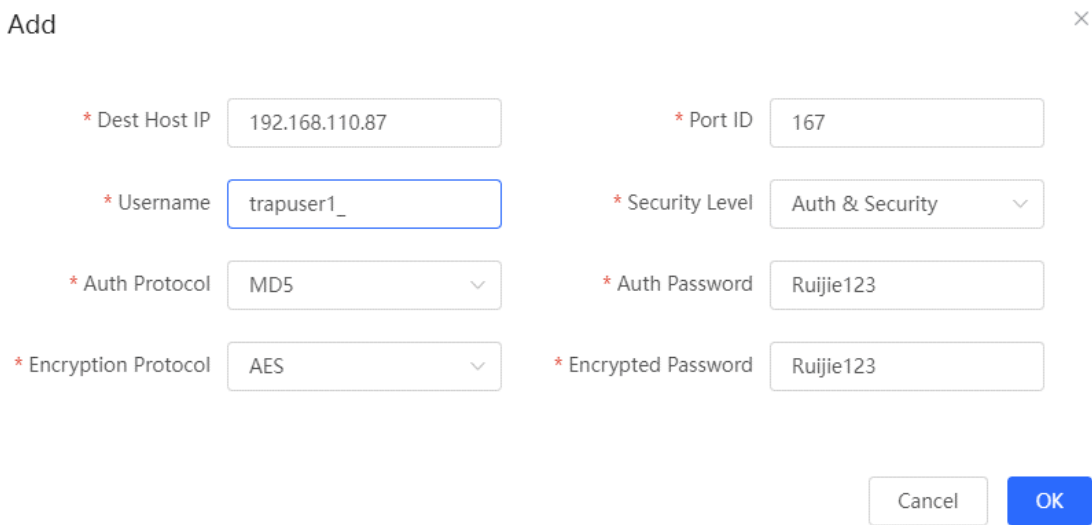 Add
* Dest Host IP 192.168.110.87 * Port ID 167
* Username trapuser1_ * Security Level Auth & Security
* Auth Protocol MD5 * Auth Password Ruijie123
* Encryption Protocol AES * Encrypted Password Ruijie123
Cancel OK